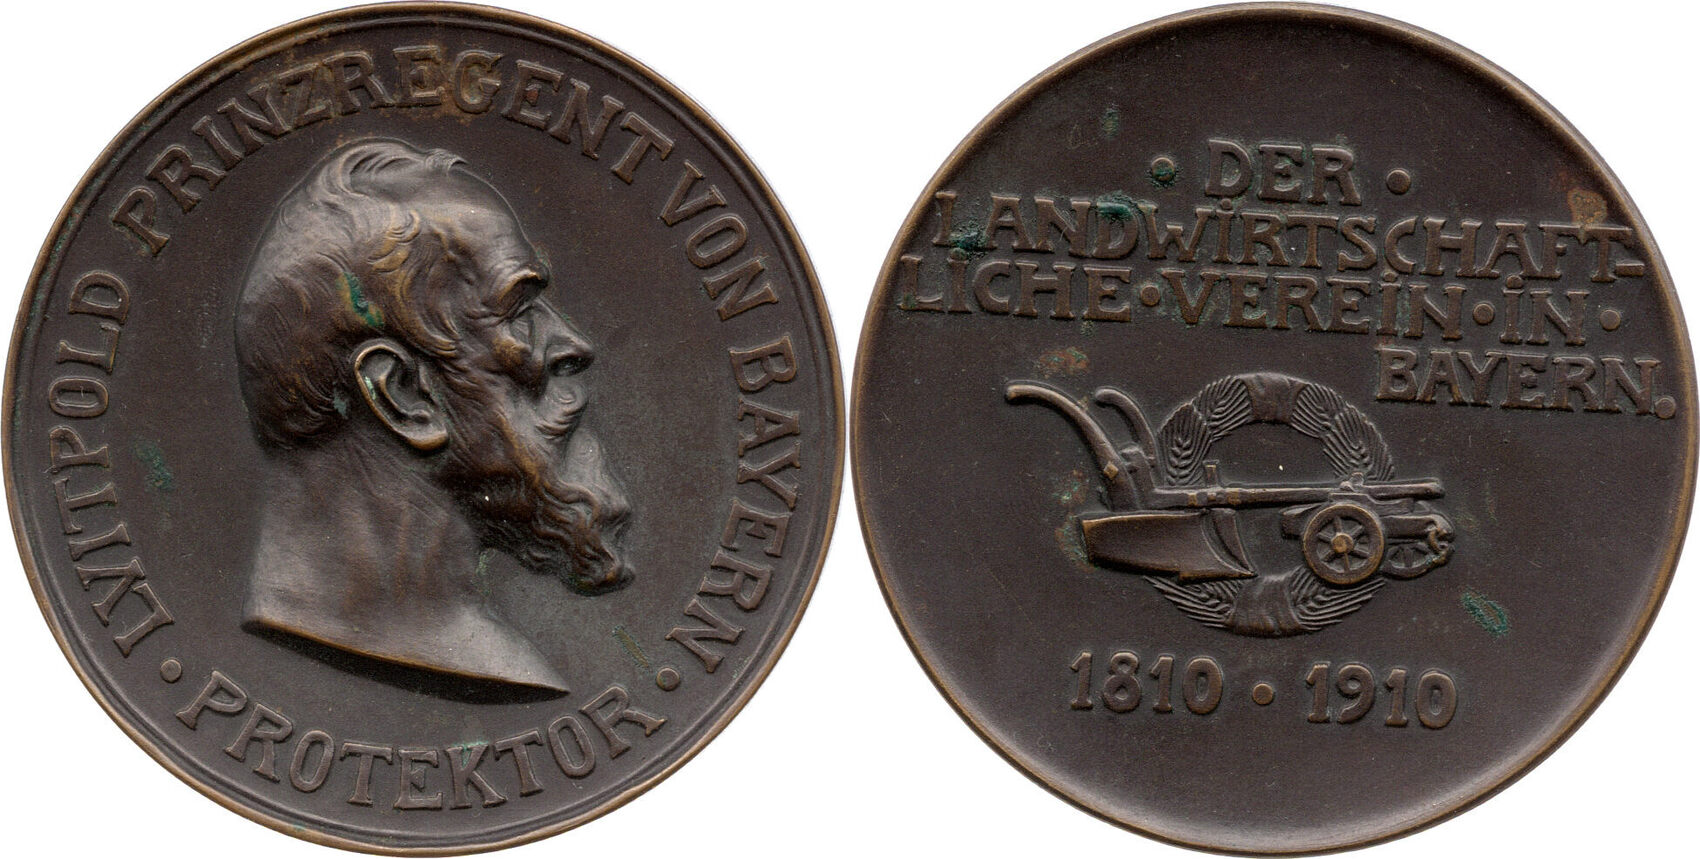 LVITPOLD PRINZREGENT VON BAYERN
· PROTEKTOR ·
· DER ·
LANDWIRTSCHAFT-
LICHE · VEREIN · IN ·
BAYERN.
1810 · 1910